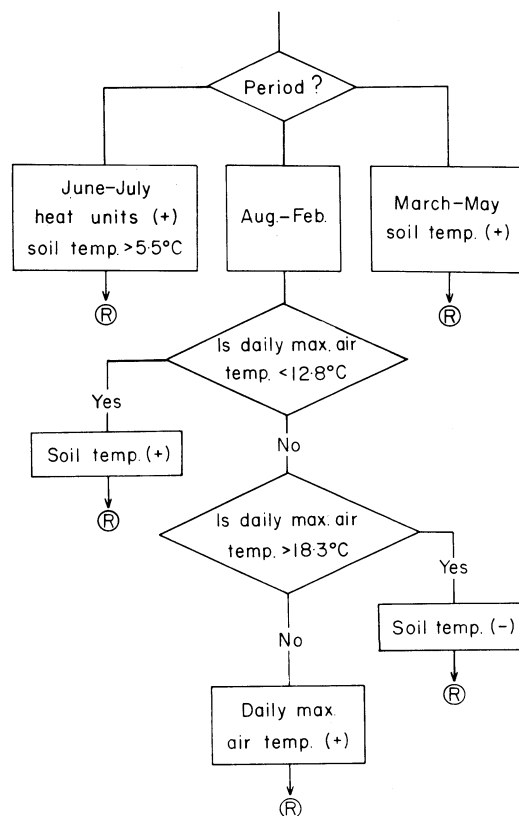 Period ?
June–July
heat units (+)
soil temp. >5·5°C
Aug.–Feb.
March–May
soil temp. (+)
R
R
Is daily max. air
temp. <12·8°C
Yes
No
Soil temp. (+)
R
Is daily max. air
temp. >18·3°C
Yes
No
Soil temp. (−)
R
Daily max.
air temp. (+)
R